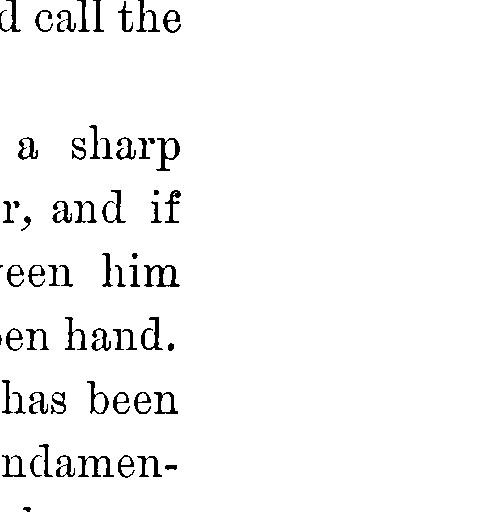 d call the
a sharp
r, and if
een him
en hand.
has been
ndamen-